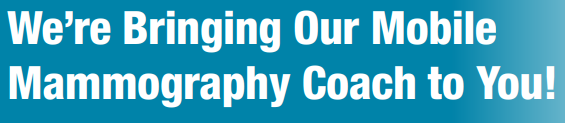 We're Bringing Our Mobile
Mammography Coach to You!